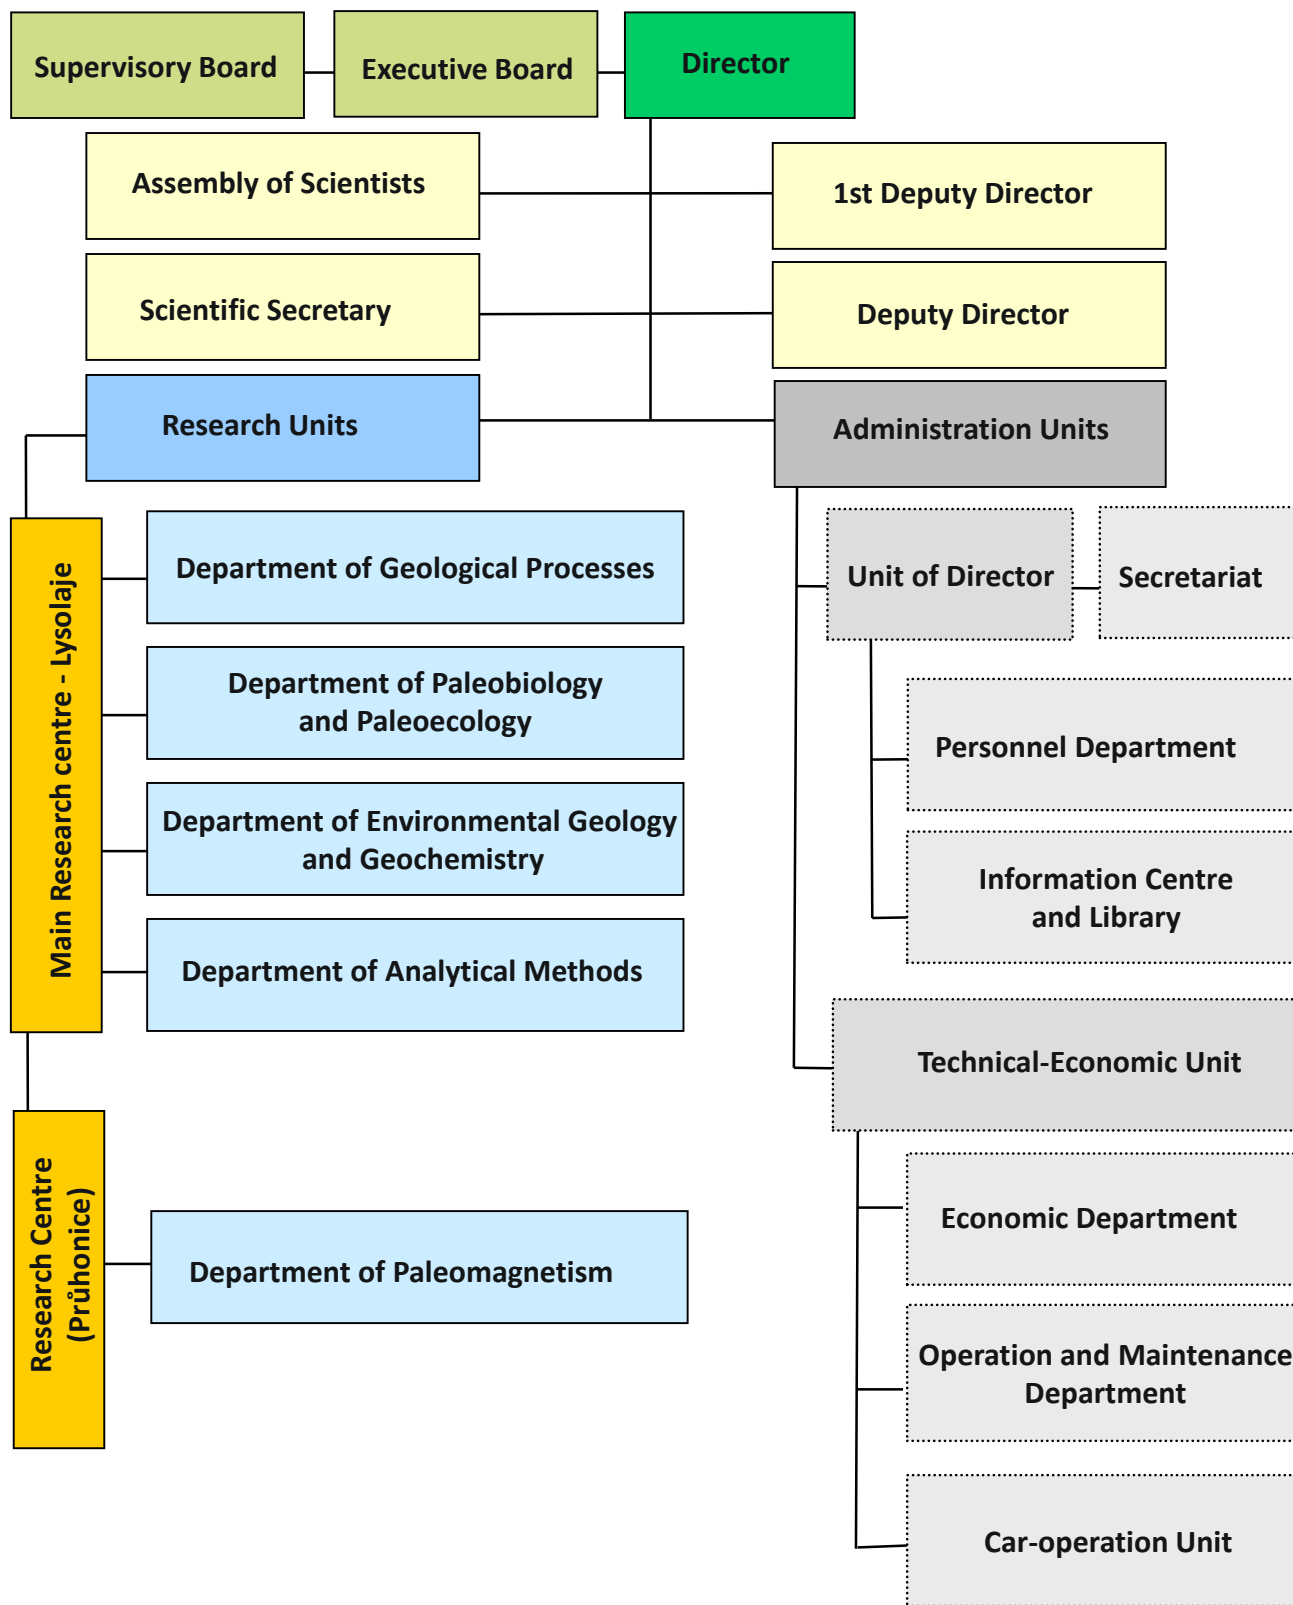 Supervisory Board
Executive Board
Director
Assembly of Scientists
1st Deputy Director
Scientific Secretary
Deputy Director
Research Units
Administration Units
Main Research centre - Lysolaje
Department of Geological Processes
Department of Paleobiology
and Paleoecology
Department of Environmental Geology
and Geochemistry
Department of Analytical Methods
Research Centre
(Průhonice)
Department of Paleomagnetism
Unit of Director
Secretariat
Personnel Department
Information Centre
and Library
Technical-Economic Unit
Economic Department
Operation and Maintenance
Department
Car-operation Unit